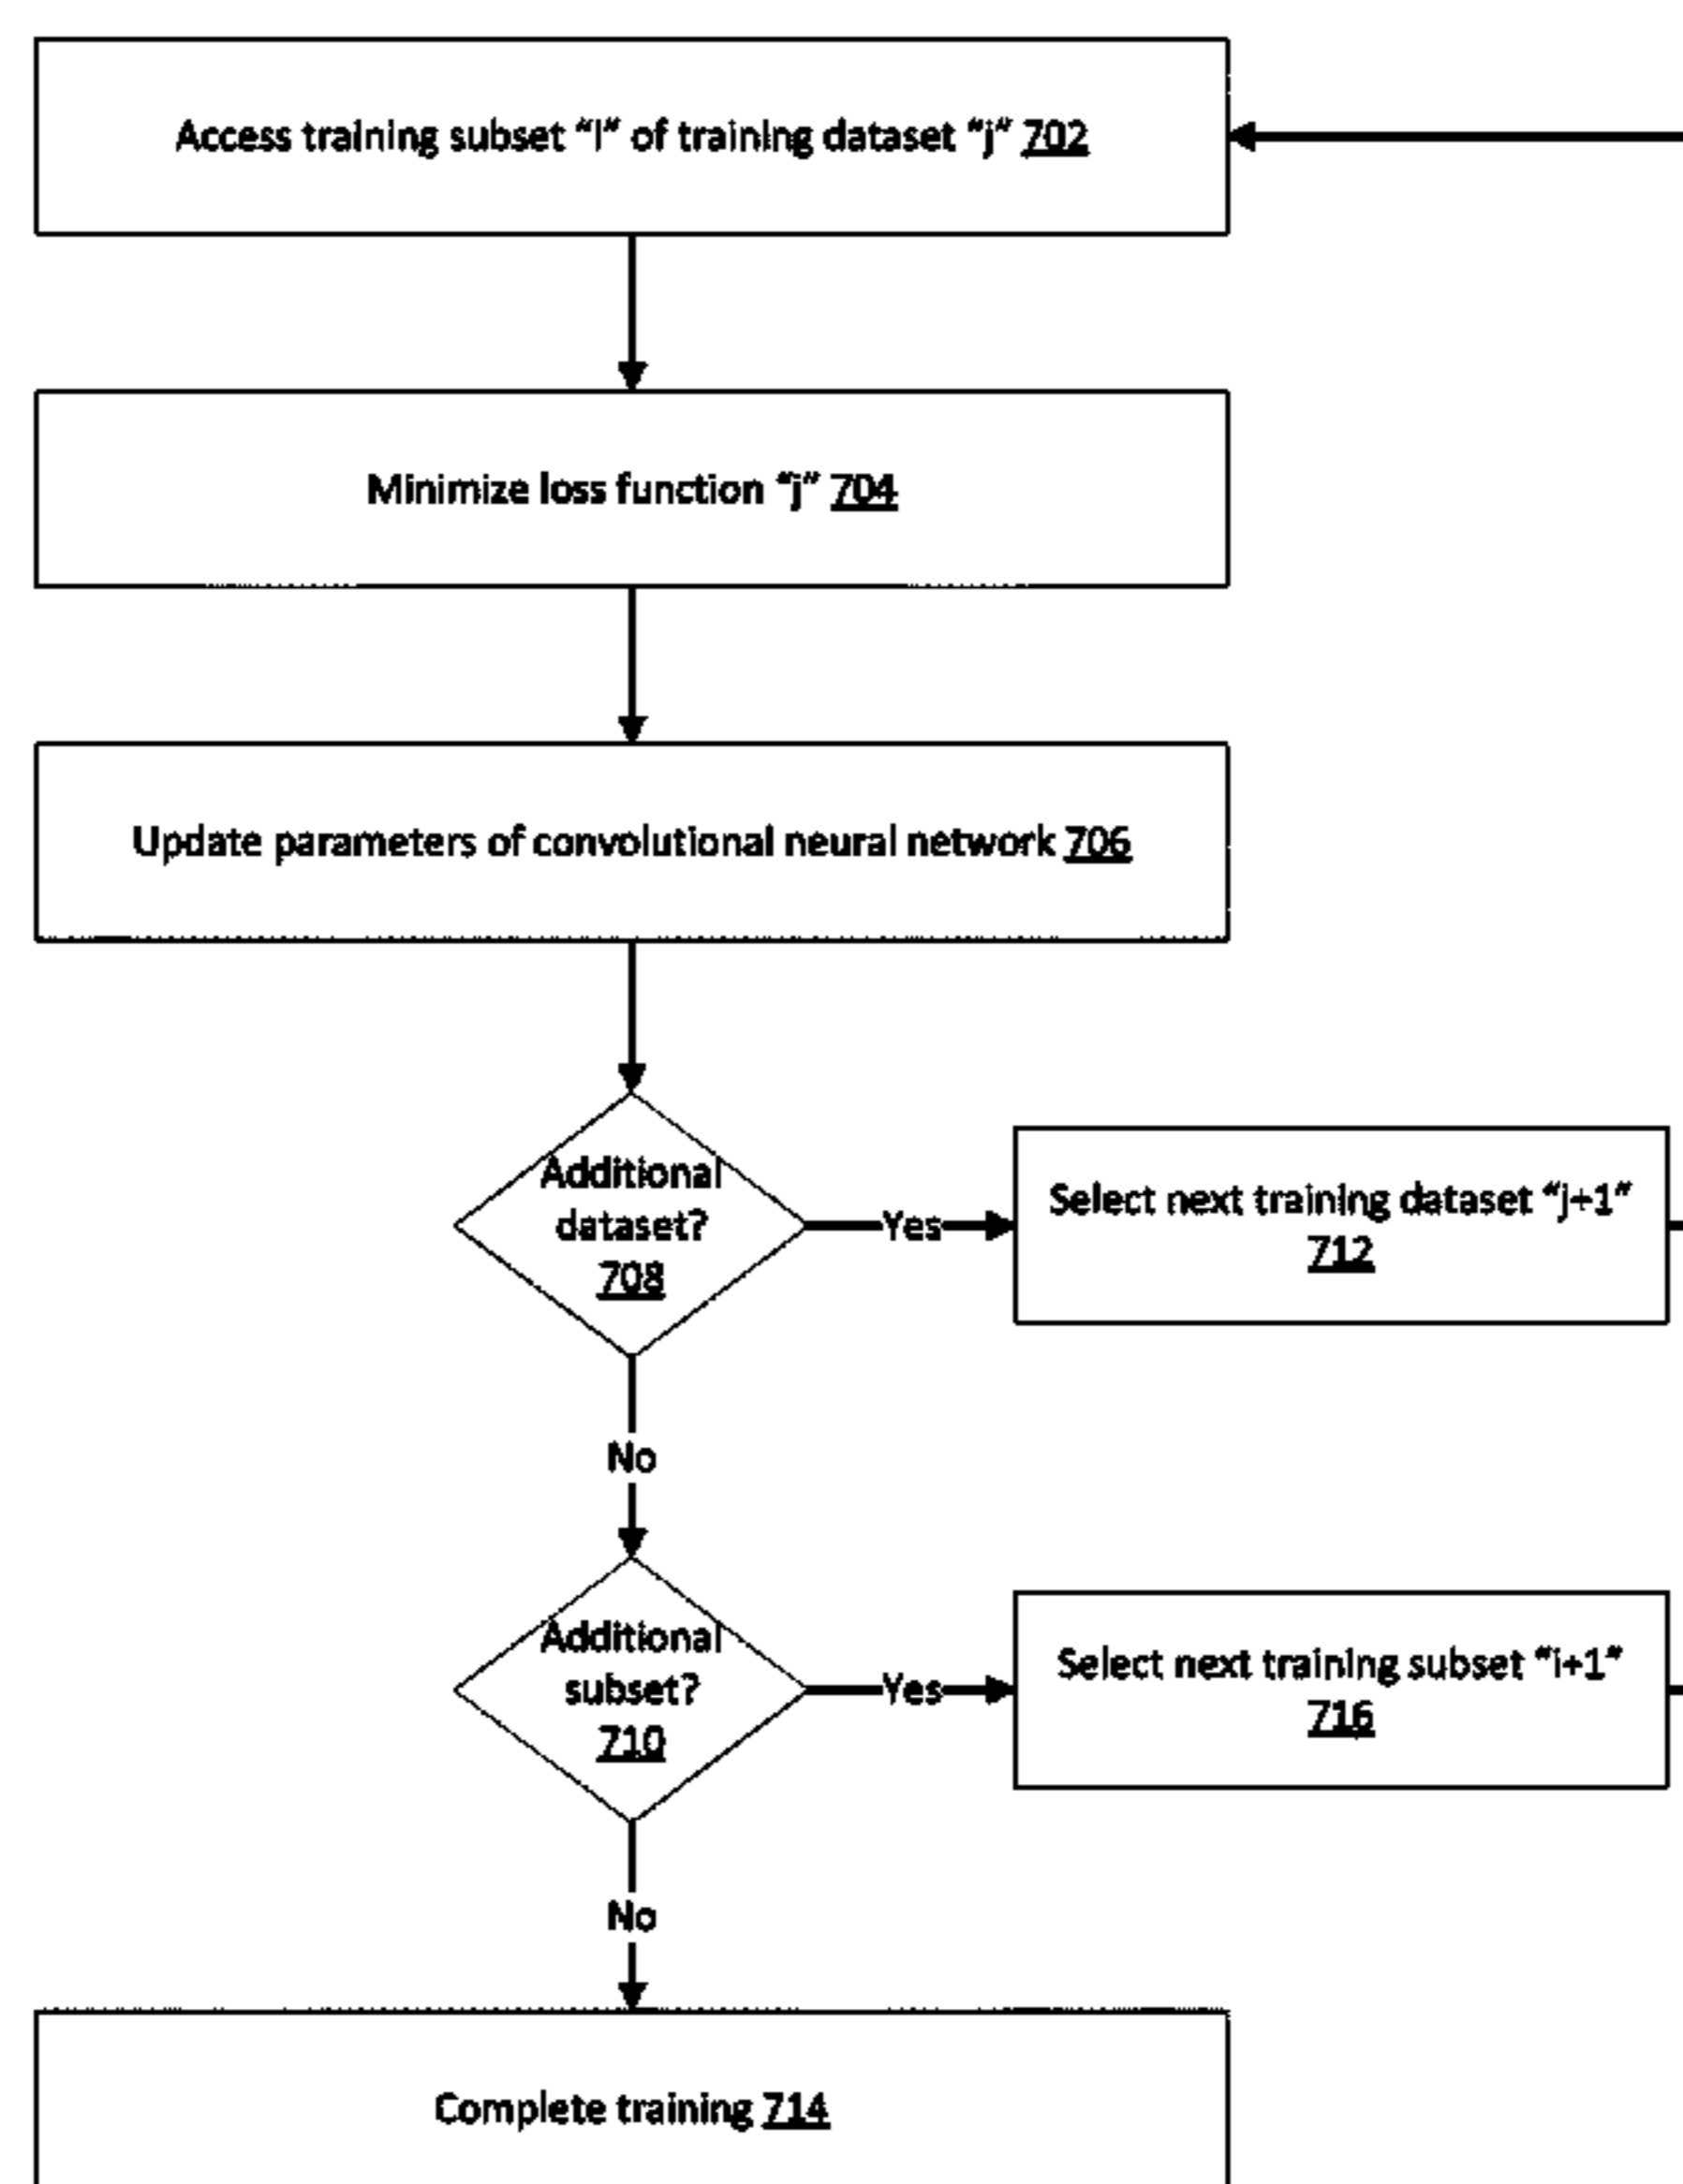 Access training subset “i” of training dataset “j” 702
Minimize loss function “j” 704
Update parameters of convolutional neural network 706
Additional
dataset?
708
Yes
Select next training dataset “j+1”
712
No
Additional
subset?
710
Yes
Select next training subset “i+1”
716
No
Complete training 714